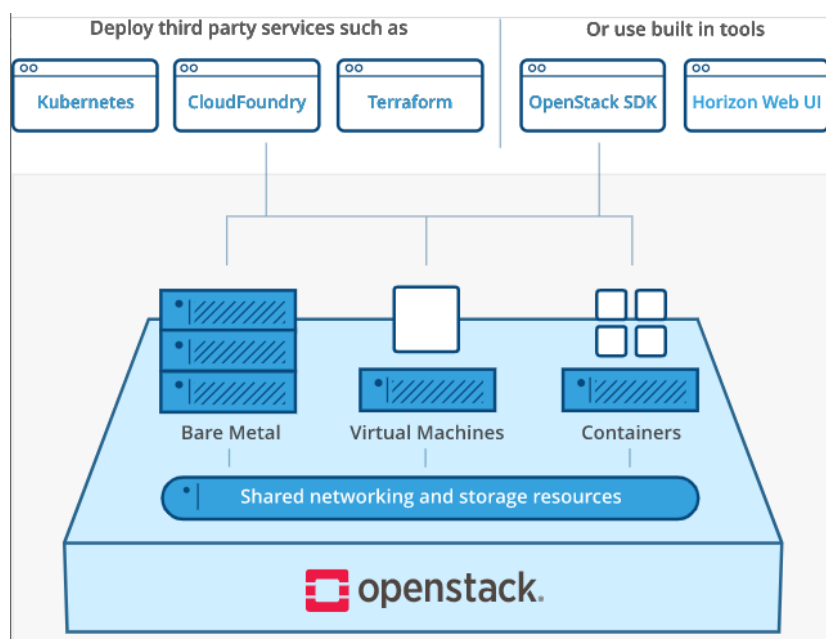 Deploy third party services such as
Or use built in tools
Kubernetes
CloudFoundry
Terraform
OpenStack SDK
Horizon Web UI
Bare Metal
Virtual Machines
Containers
Shared networking and storage resources
openstack.